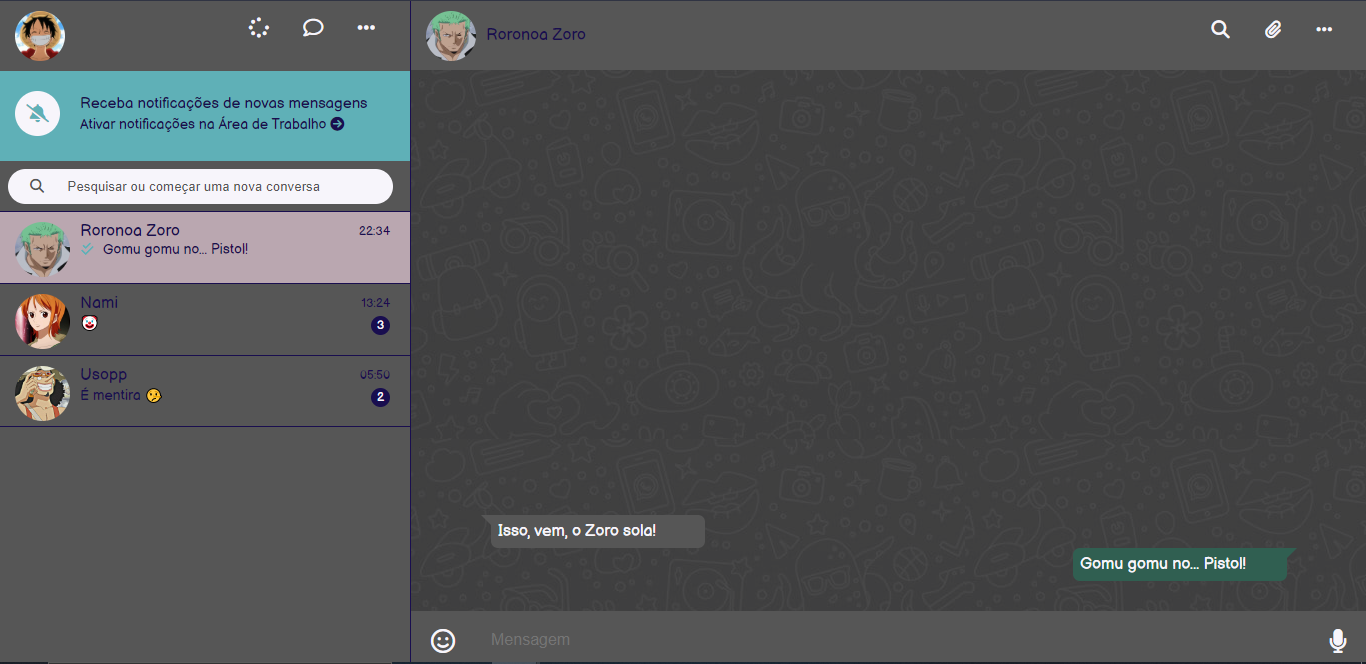 Roronoa Zoro
Receba notificações de novas mensagens
Ativar notificações na Área de Trabalho
Pesquisar ou começar uma nova conversa
Roronoa Zoro 22:34
Gomu gomu no... Pistol!
Nami 13:24
🤡 3
Usopp 05:50
É mentira 🤔 2
Isso, vem, o Zoro sola!
Gomu gomu no... Pistol!
Mensagem